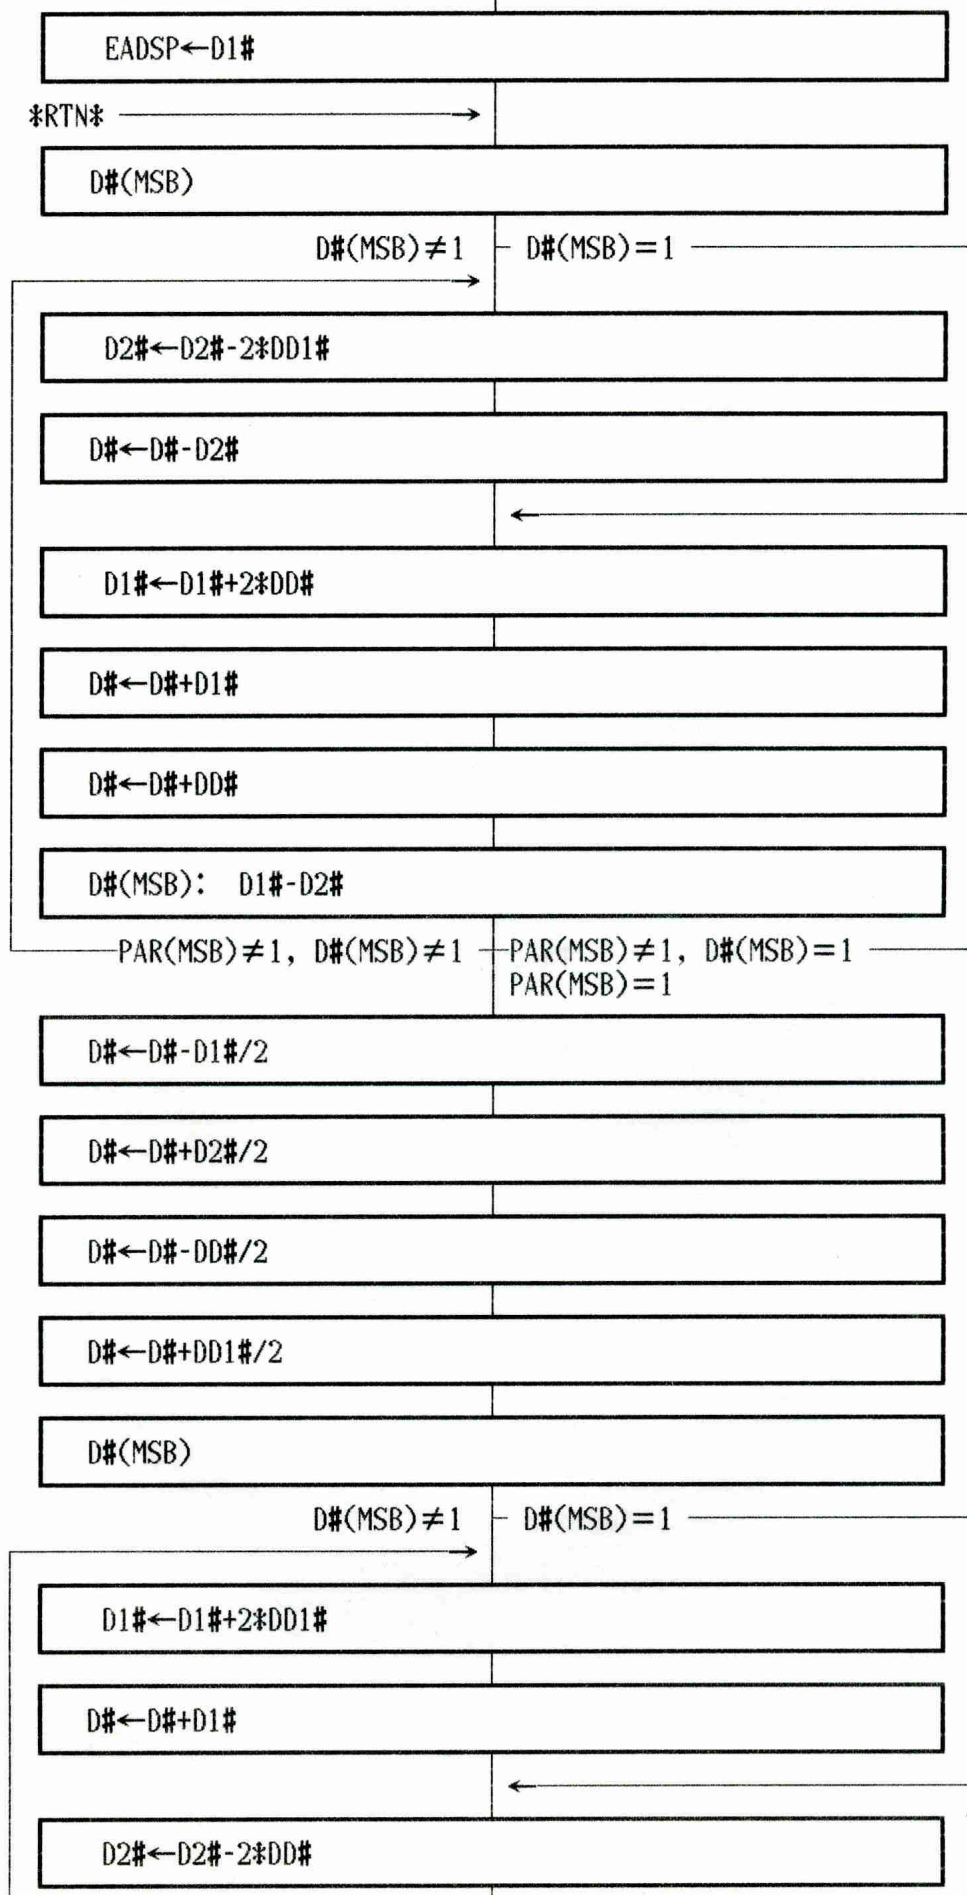 EADSP←D1#
*RTN*
D#(MSB)
D#(MSB)≠1 D#(MSB)=1
D2#←D2#-2*DD1#
D#←D#-D2#
D1#←D1#+2*DD#
D#←D#+D1#
D#←D#+DD#
D#(MSB): D1#-D2#
PAR(MSB)≠1, D#(MSB)≠1 PAR(MSB)≠1, D#(MSB)=1
PAR(MSB)=1
D#←D#-D1#/2
D#←D#+D2#/2
D#←D#-DD#/2
D#←D#+DD1#/2
D#(MSB)
D#(MSB)≠1 D#(MSB)=1
D1#←D1#+2*DD1#
D#←D#+D1#
D2#←D2#-2*DD#